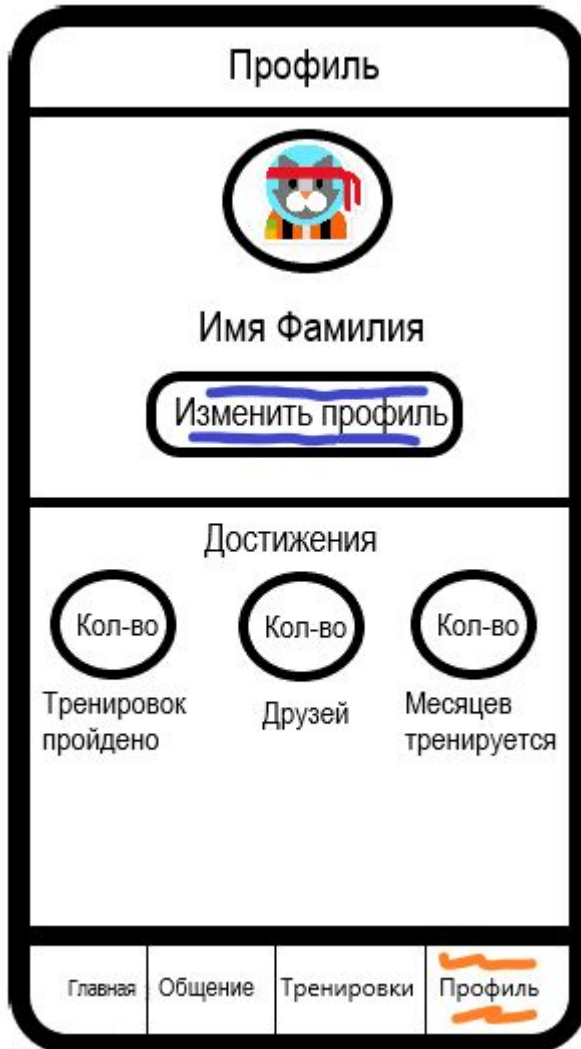 Профиль
Имя Фамилия
Изменить профиль
Достижения
Кол-во Кол-во Кол-во
Тренировок
пройдено
Друзей
Месяцев
тренируется
Главная Общение Тренировки Профиль